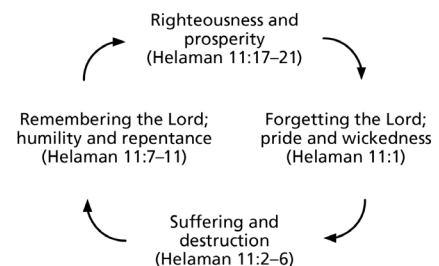 Righteousness and
prosperity
(Helaman 11:17–21)
Forgetting the Lord;
pride and wickedness
(Helaman 11:1)
Suffering and
destruction
(Helaman 11:2–6)
Remembering the Lord;
humility and repentance
(Helaman 11:7–11)